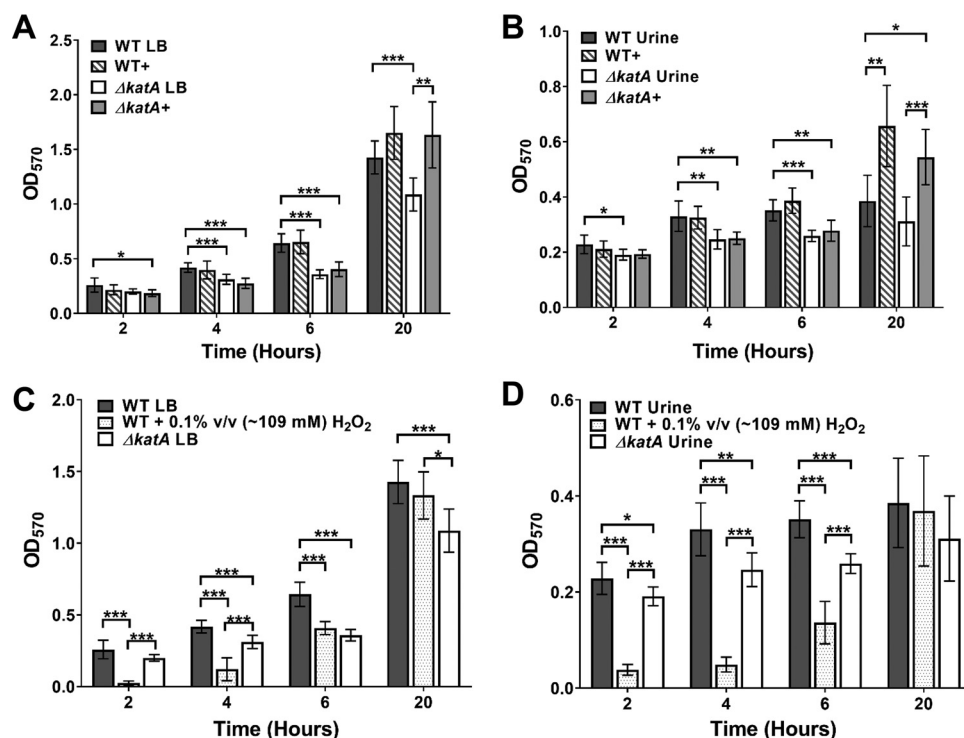 A
WT LB
WT+
ΔkatA LB
ΔkatA+
OD570
2.5
2.0
1.5
1.0
0.5
0.0
*
***
***
***
***
***
**
2
4
6
20
Time (Hours)
B
WT Urine
WT+
ΔkatA Urine
ΔkatA+
OD570
1.0
0.8
0.6
0.4
0.2
0.0
*
**
**
**
***
*
**
***
2
4
6
20
Time (Hours)
C
WT LB
WT + 0.1% v/v (~109 mM) H₂O₂
ΔkatA LB
OD570
2.0
1.5
1.0
0.5
0.0
***
***
***
***
***
***
***
***
*
2
4
6
20
Time (Hours)
D
WT Urine
WT + 0.1% v/v (~109 mM) H₂O₂
ΔkatA Urine
OD570
0.6
0.4
0.2
0.0
*
***
***
**
***
***
***
***
***
2
4
6
20
Time (Hours)